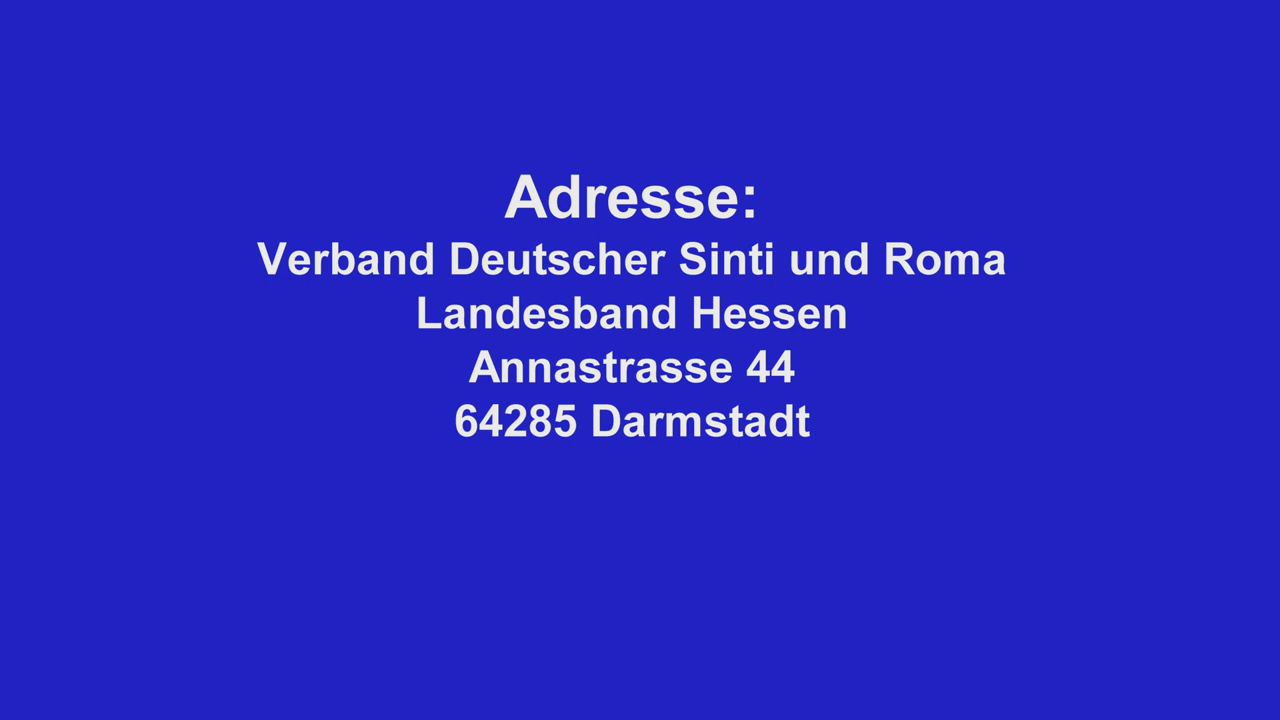 Adresse:
Verband Deutscher Sinti und Roma
Landesband Hessen
Annastrasse 44
64285 Darmstadt